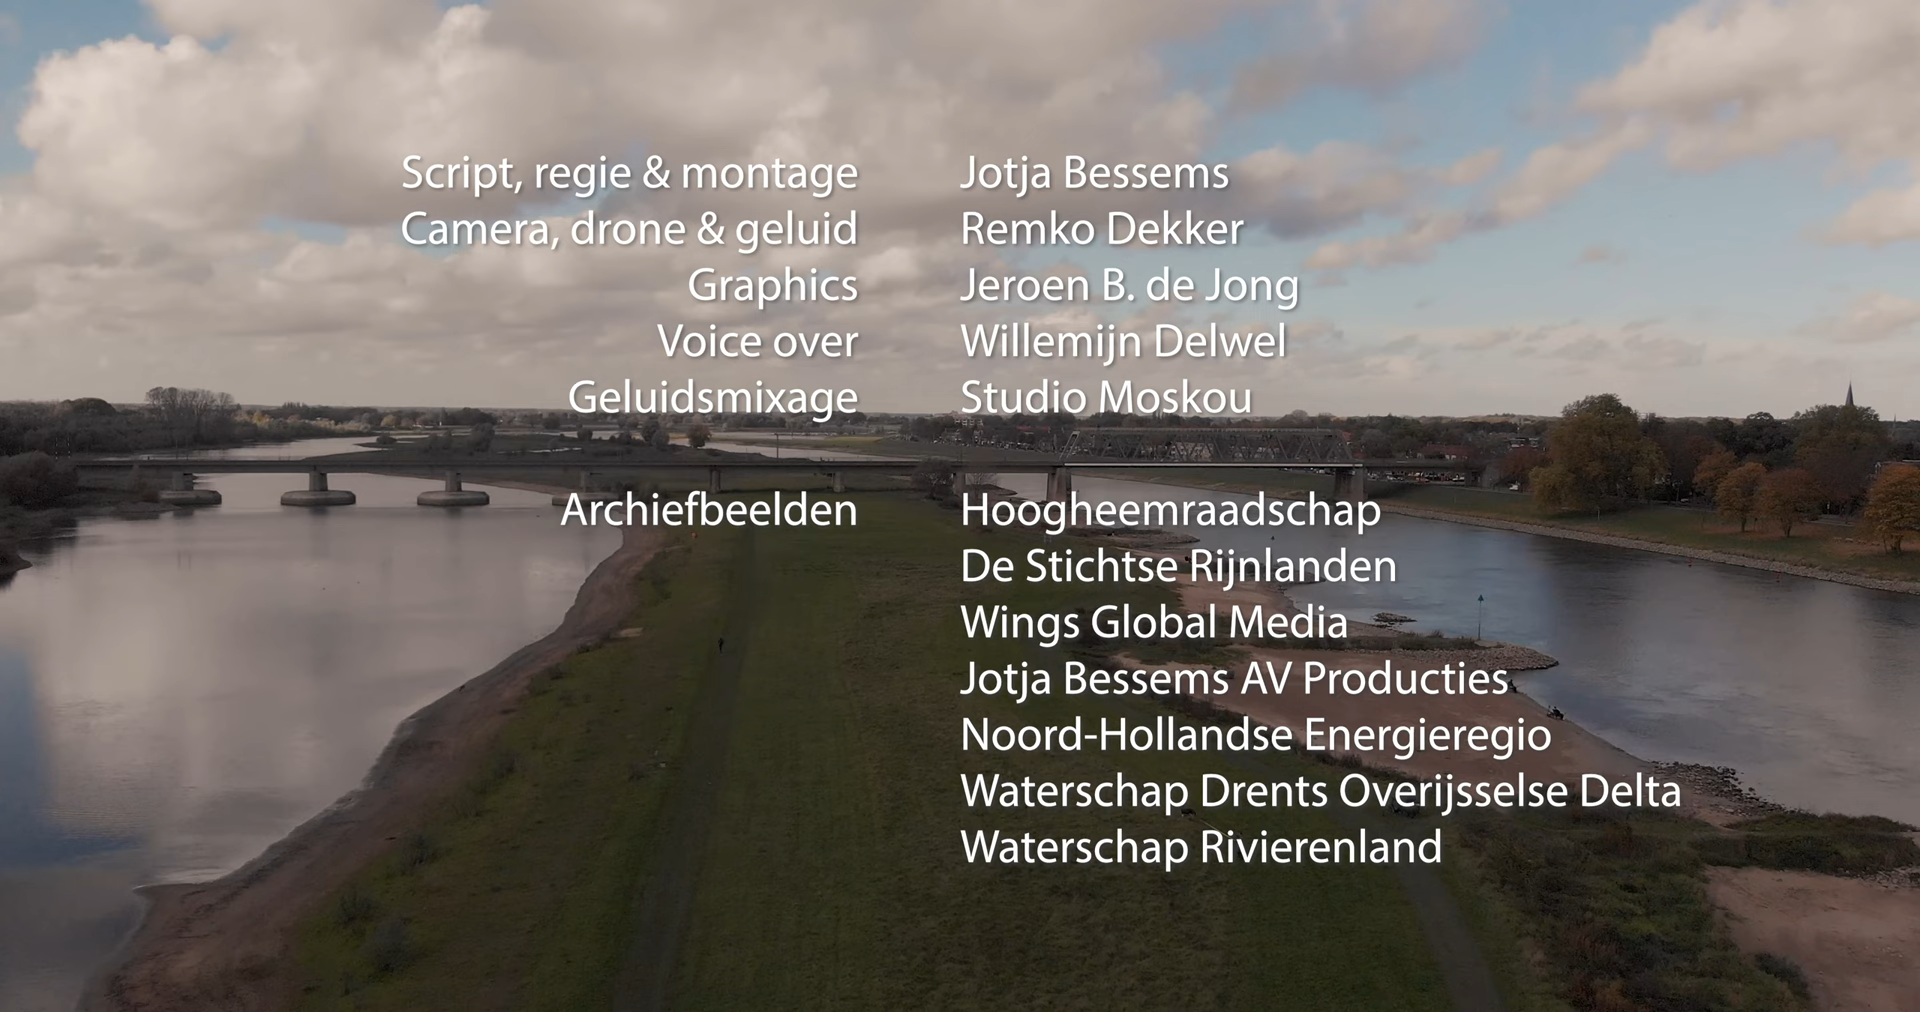 Script, regie & montage Jotja Bessems
Camera, drone & geluid Remko Dekker
Graphics Jeroen B. de Jong
Voice over Willemijn Delwel
Geluidsmixage Studio Moskou
Archiefbeelden Hoogheemraadschap
De Stichtse Rijnlanden
Wings Global Media
Jotja Bessems AV Producties
Noord-Hollandse Energieregio
Waterschap Drents Overijsselse Delta
Waterschap Rivierenland